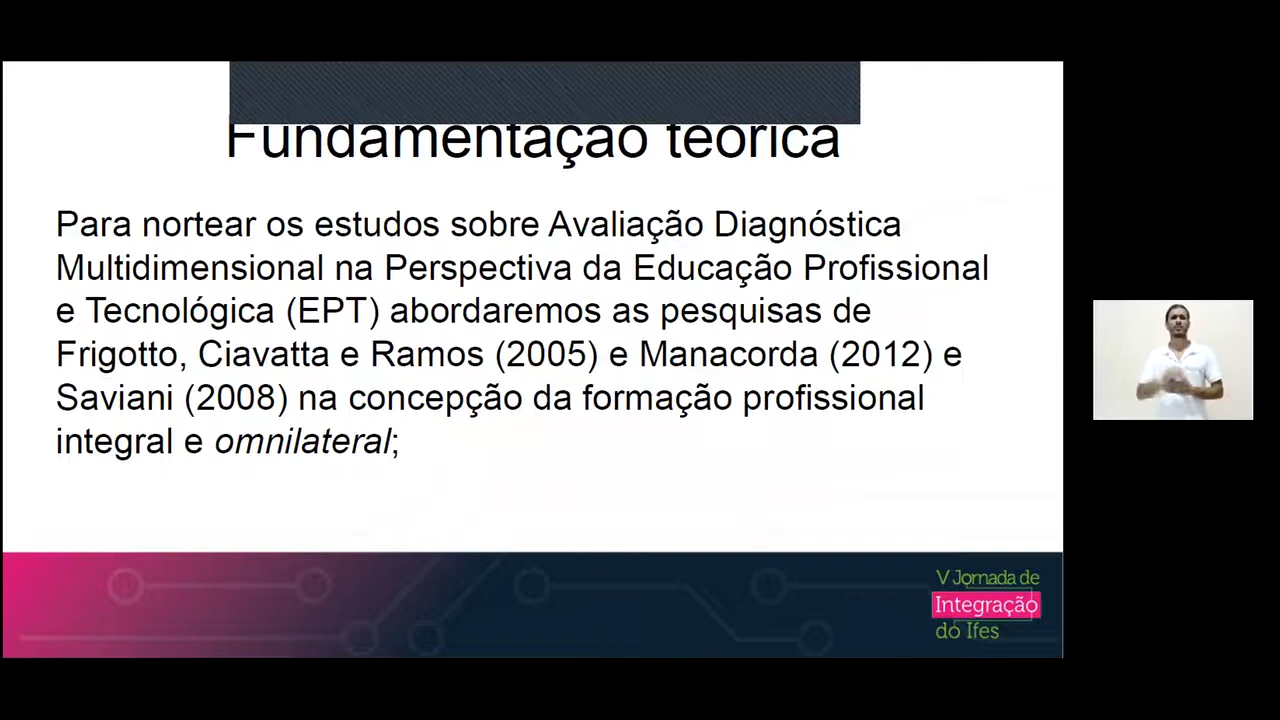 Fundamentação teórica
Para nortear os estudos sobre Avaliação Diagnóstica
Multidimensional na Perspectiva da Educação Profissional
e Tecnológica (EPT) abordaremos as pesquisas de
Frigotto, Ciavatta e Ramos (2005) e Manacorda (2012) e
Saviani (2008) na concepção da formação profissional
integral e omnilateral;
V Jornada de
Integração
do Ifes